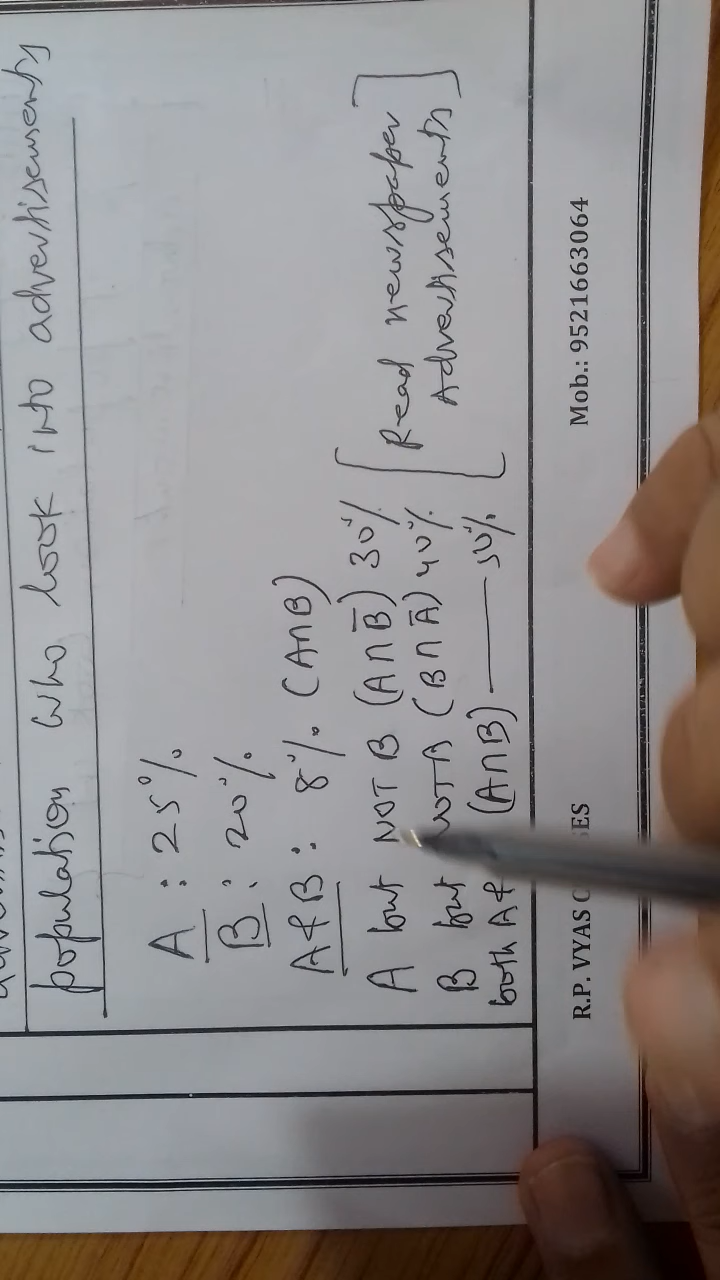 population who look into advertisements
A : 25%
B : 20%
A & B : 8% (A∩B)
A but NOT B (A∩B̅) 30%
B but NOT A (B∩A̅) 40%
both A & (A∩B) — 50%
[Read newspaper
Advertisements]
R.P. VYAS Mob.: 9521663064